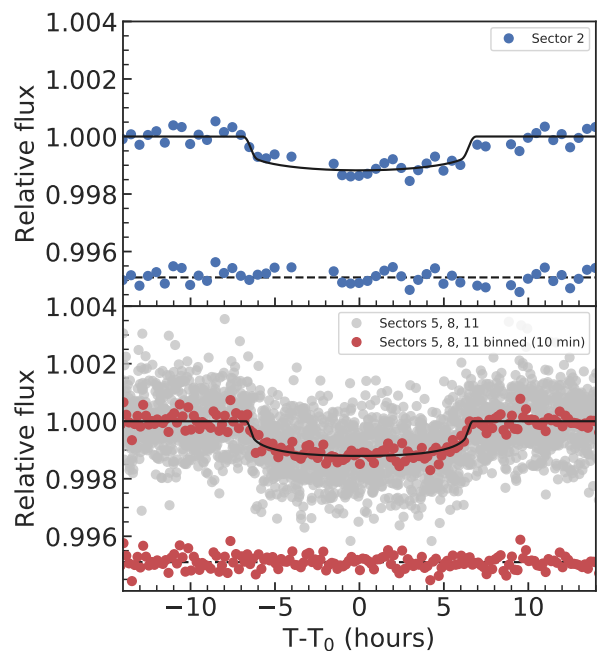 1.004
1.002
1.000
0.998
0.996
Relative flux
Sector 2
1.004
1.002
1.000
0.998
0.996
Relative flux
Sectors 5, 8, 11
Sectors 5, 8, 11 binned (10 min)
−10 −5 0 5 10
T-T₀ (hours)